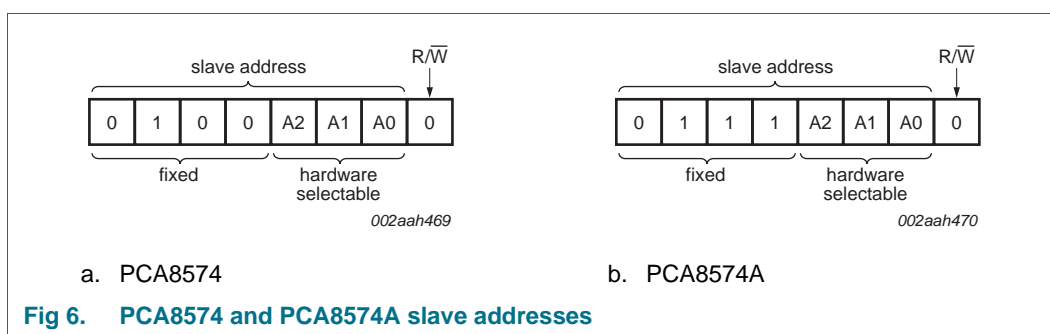 slave address
R/W̅
0 1 0 0 A2 A1 A0 0
fixed
hardware
selectable
002aah469
a. PCA8574
slave address
R/W̅
0 1 1 1 A2 A1 A0 0
fixed
hardware
selectable
002aah470
b. PCA8574A
Fig 6. PCA8574 and PCA8574A slave addresses